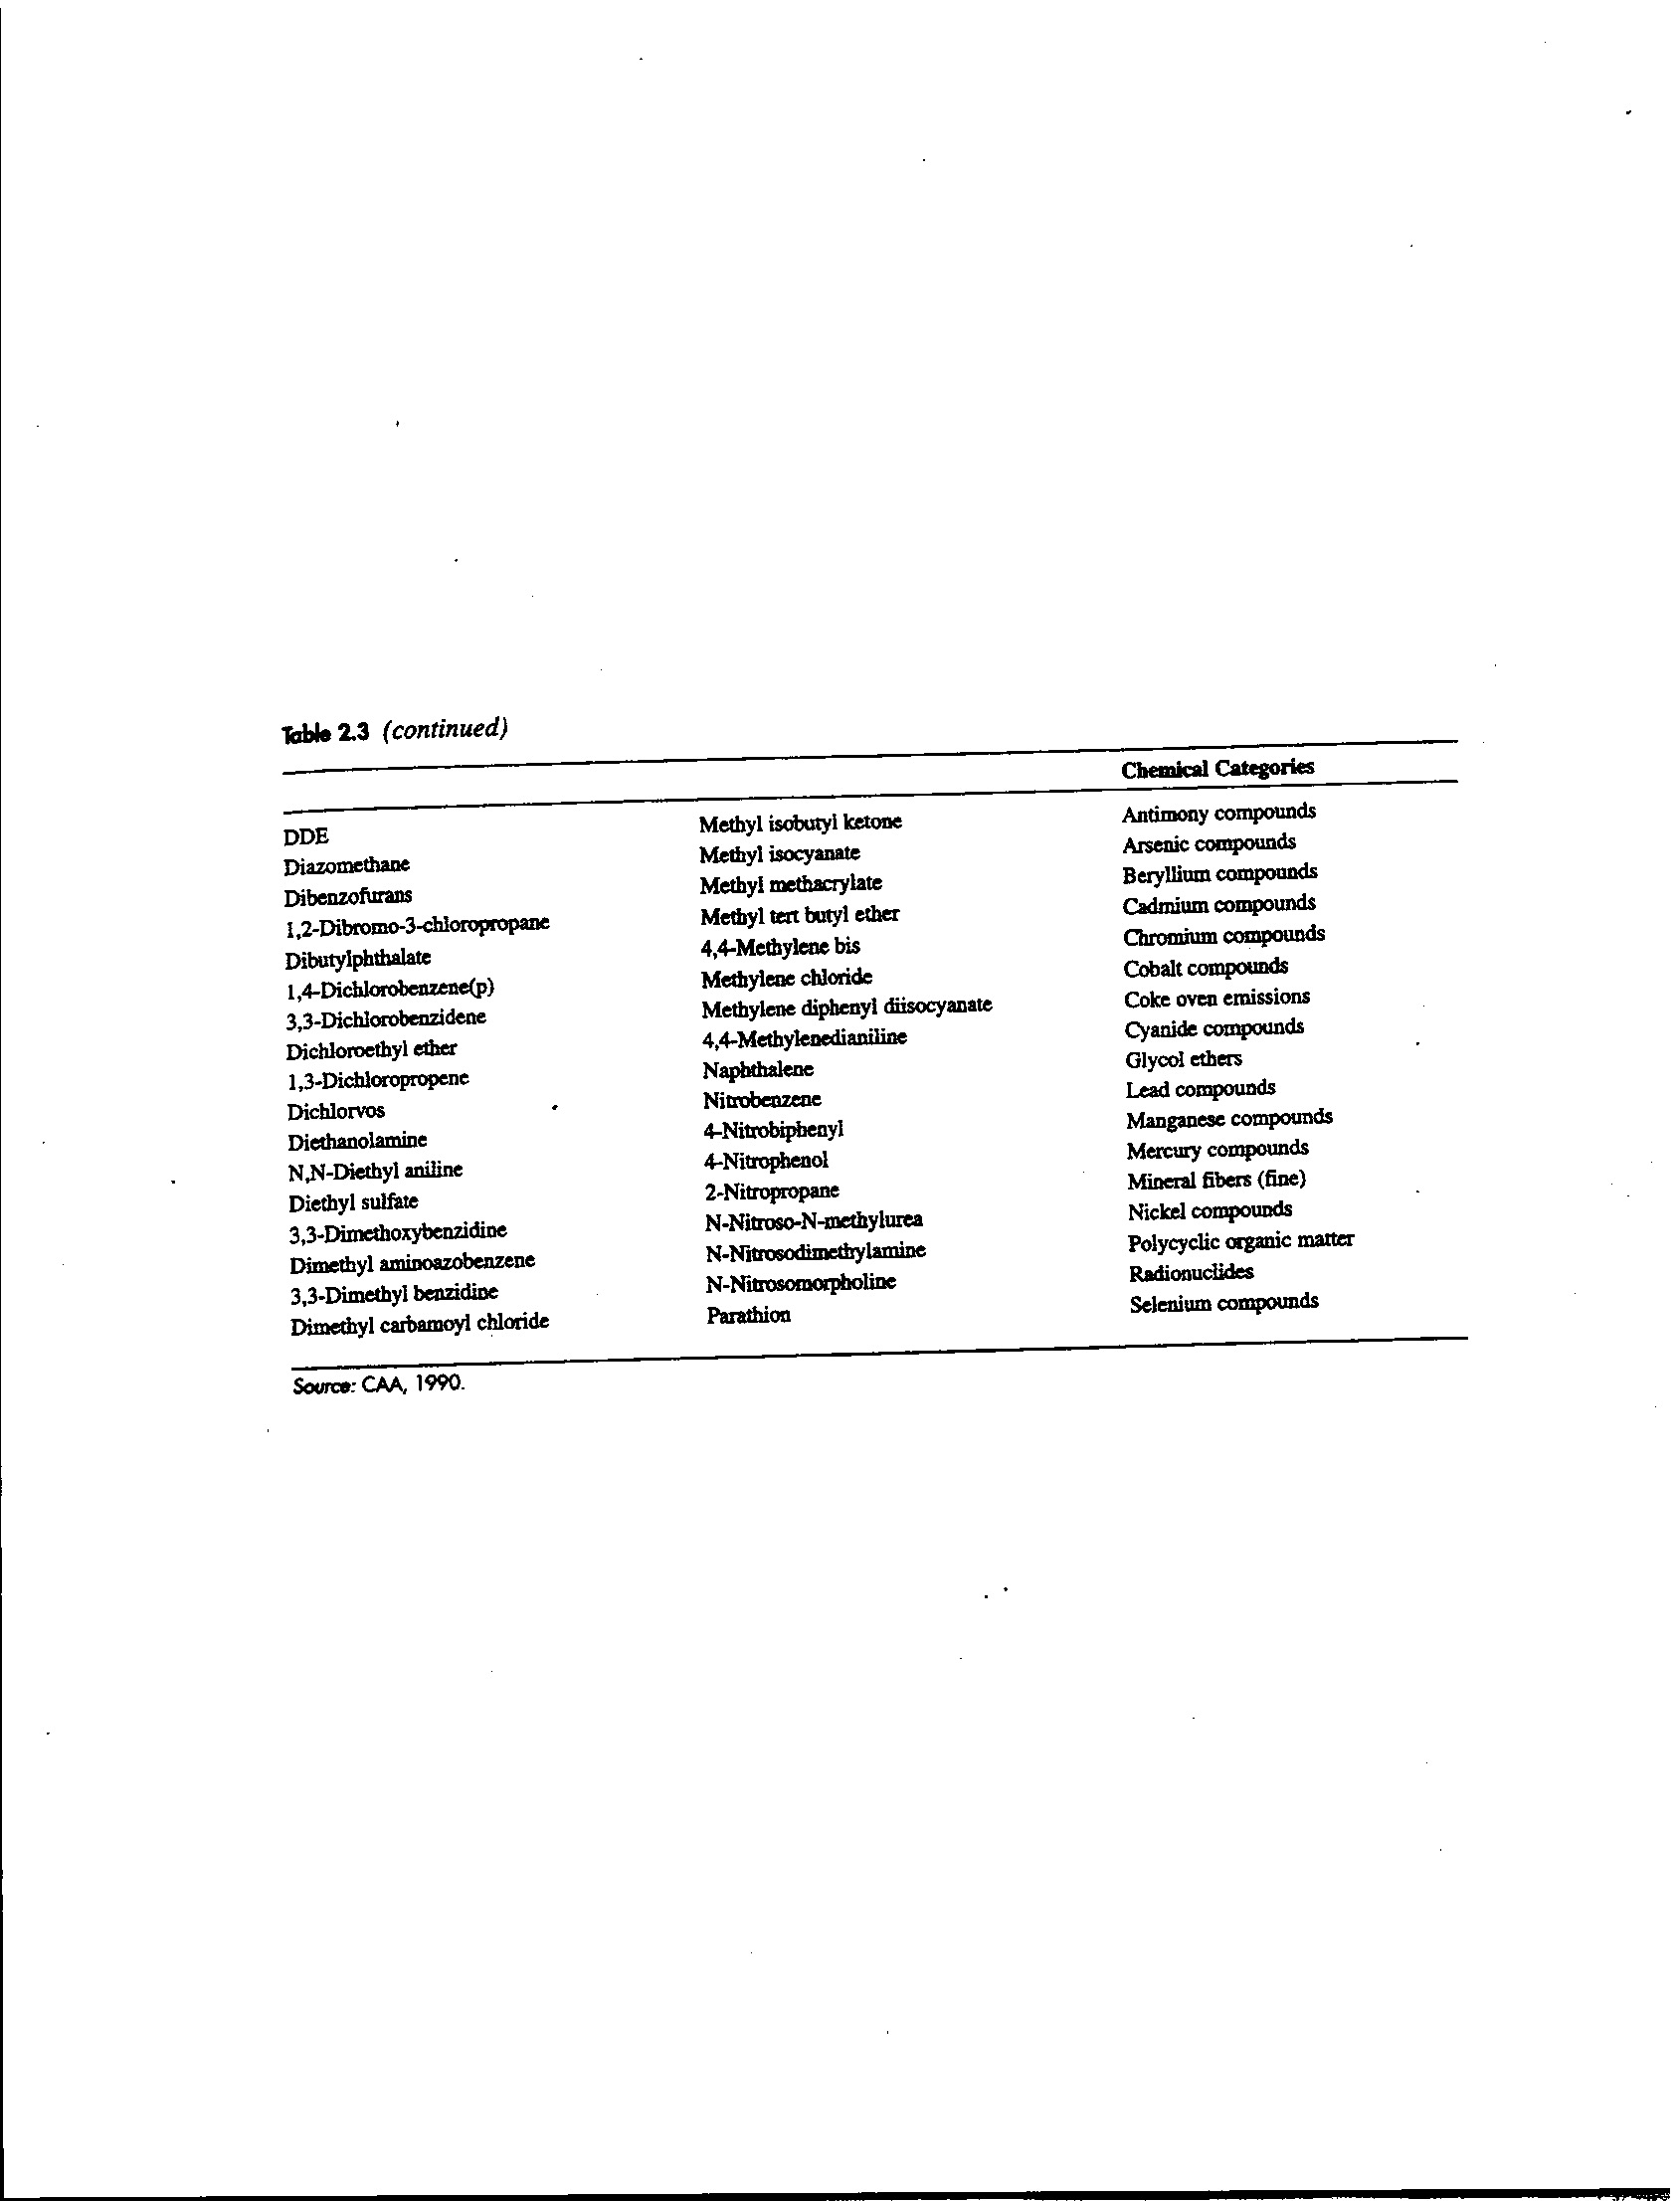 Table 2.3 (continued)
Chemical Categories
DDE Methyl isobutyl ketone Antimony compounds
Diazomethane Methyl isocyanate Arsenic compounds
Dibenzofurans Methyl methacrylate Beryllium compounds
1,2-Dibromo-3-chloropropane Methyl tert butyl ether Cadmium compounds
Dibutylphthalate 4,4-Methylene bis Chromium compounds
1,4-Dichlorobenzene(p) Methylene chloride Cobalt compounds
3,3-Dichlorobenzidene Methylene diphenyl diisocyanate Coke oven emissions
Dichloroethyl ether 4,4-Methylenedianiline Cyanide compounds
1,3-Dichloropropene Naphthalene Glycol ethers
Dichlorvos Nitrobenzene Lead compounds
Diethanolamine 4-Nitrobiphenyl Manganese compounds
N,N-Diethyl aniline 4-Nitrophenol Mercury compounds
Diethyl sulfate 2-Nitropropane Mineral fibers (fine)
3,3-Dimethoxybenzidine N-Nitroso-N-methylurea Nickel compounds
Dimethyl aminoazobenzene N-Nitrosodimethylamine Polycyclic organic matter
3,3-Dimethyl benzidine N-Nitrosomorpholine Radionuclides
Dimethyl carbamoyl chloride Parathion Selenium compounds
Source: CAA, 1990.